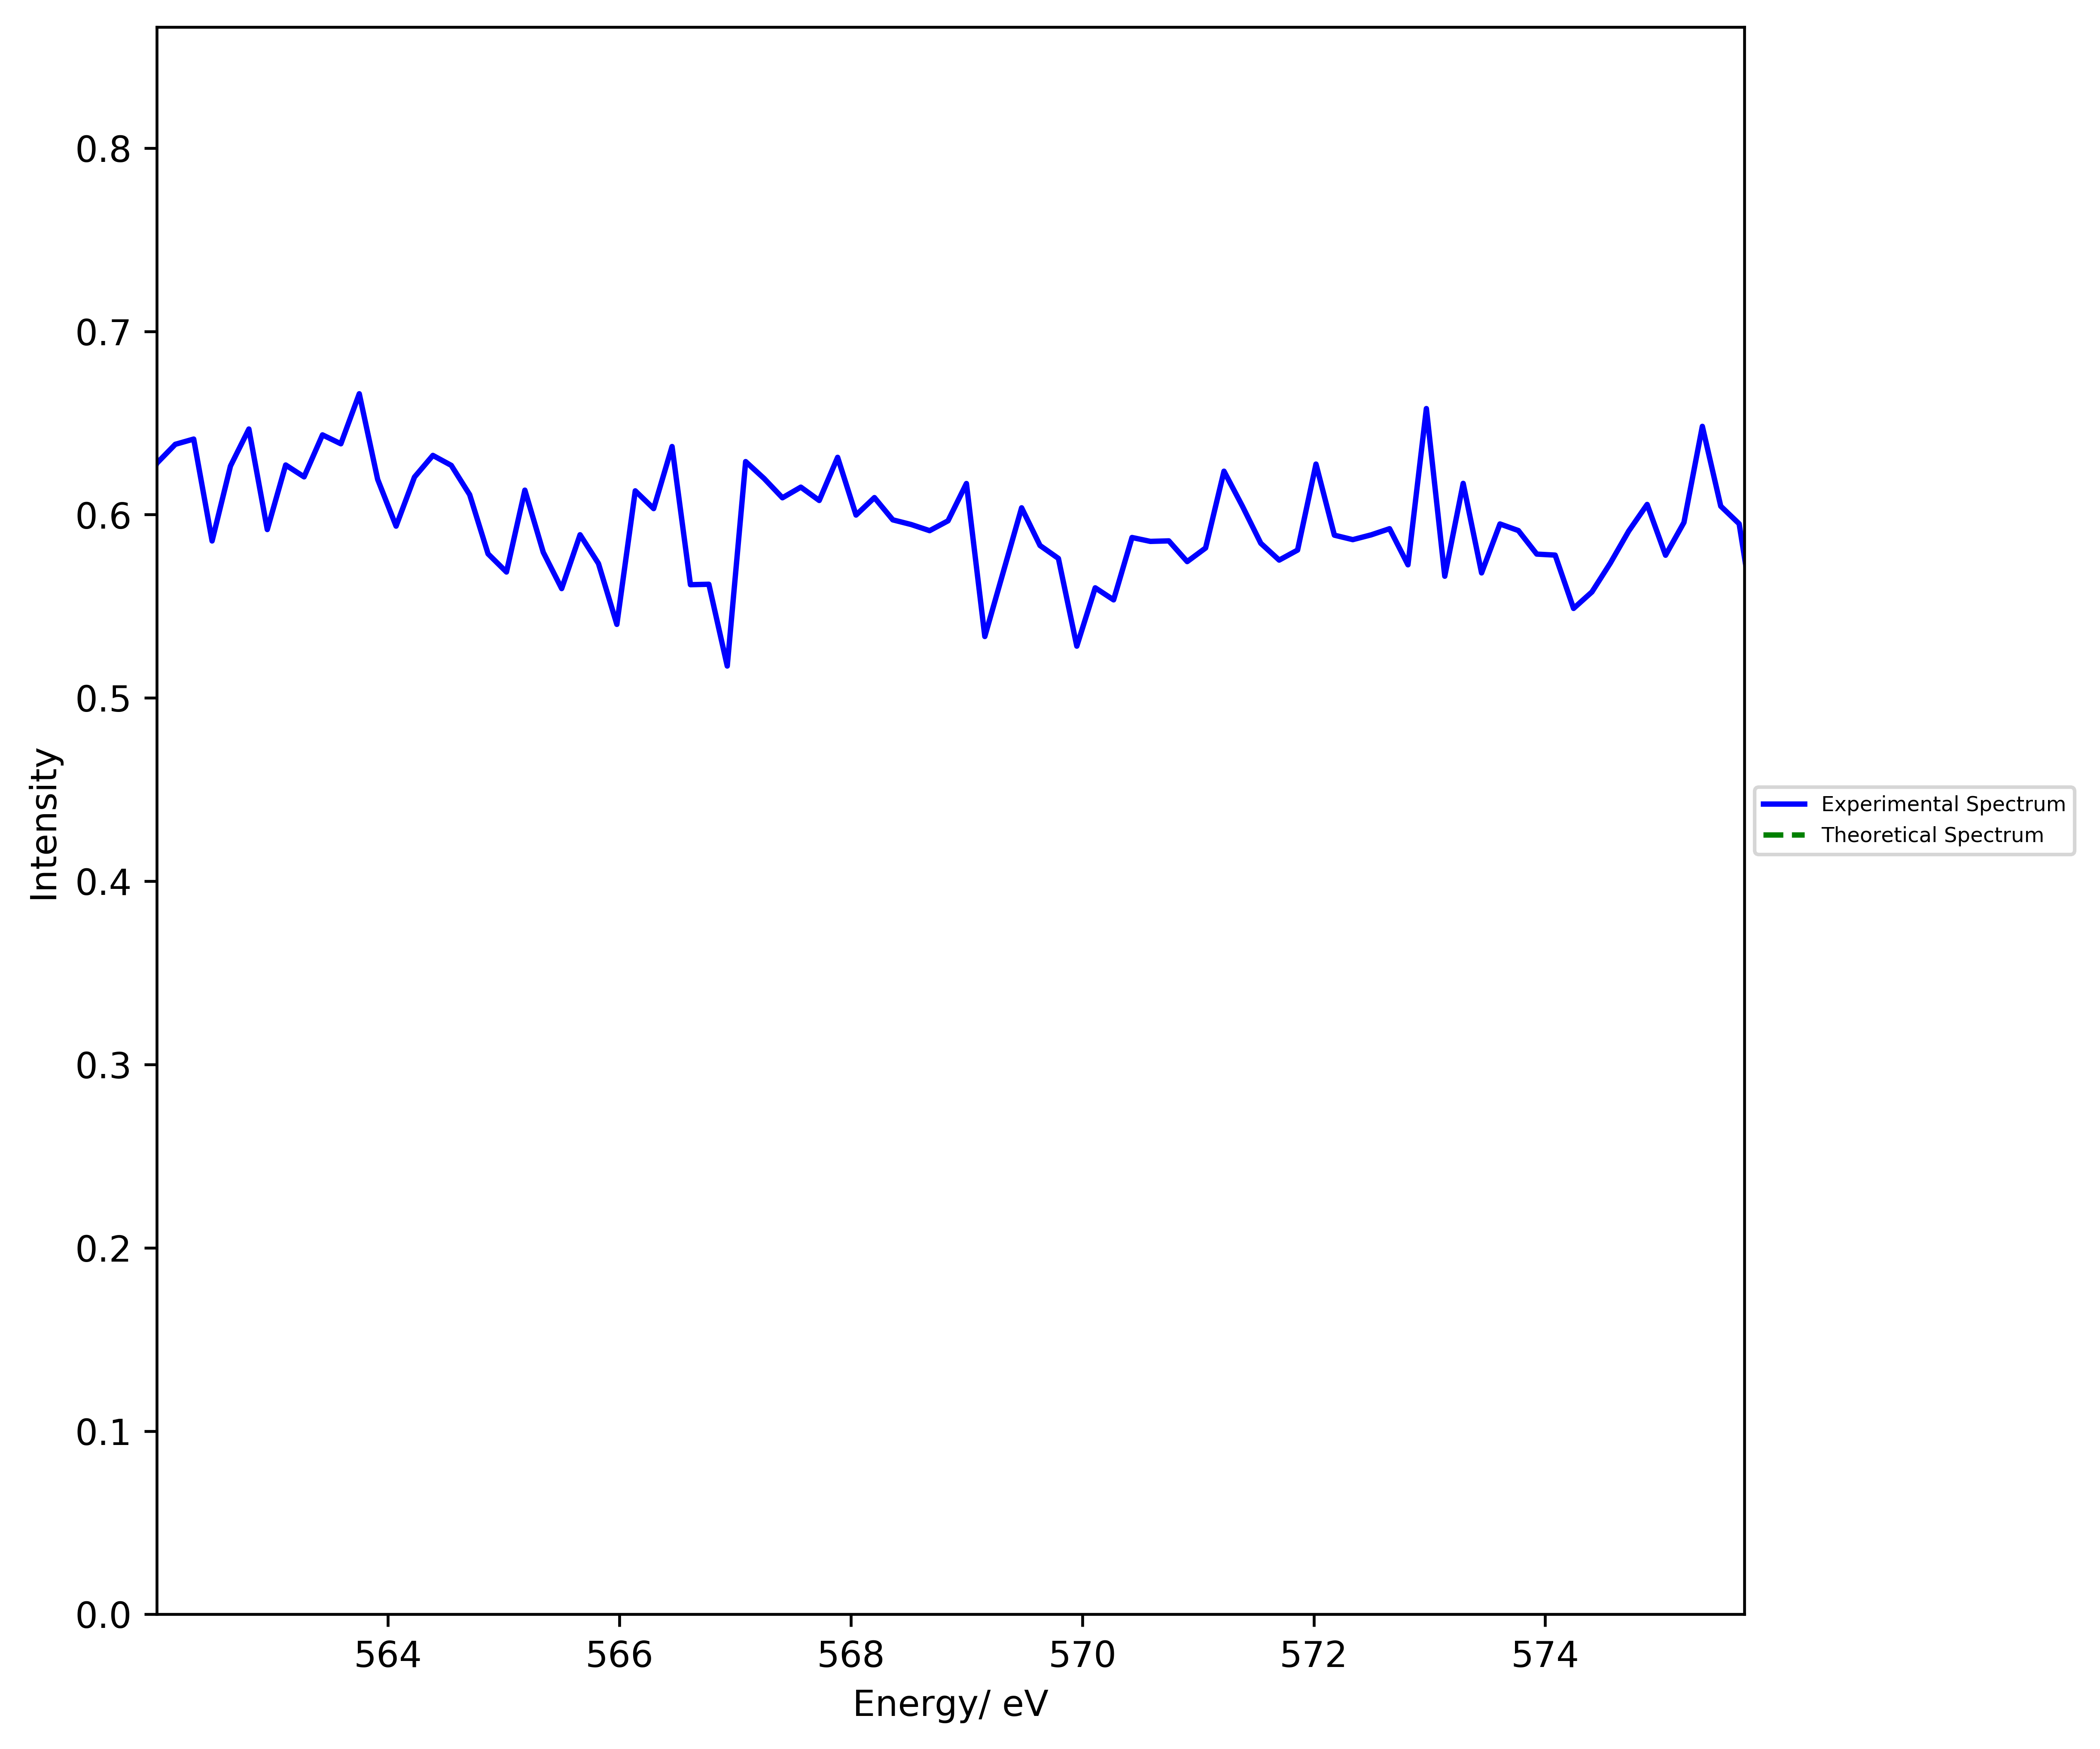 0.8
0.7
0.6
0.5
0.4
0.3
0.2
0.1
0.0
Intensity
564 566 568 570 572 574
Energy/ eV
Experimental Spectrum
Theoretical Spectrum